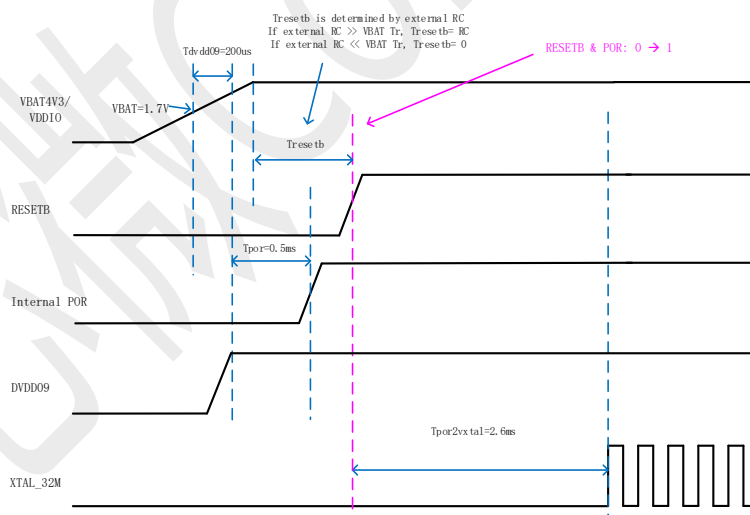 Tresetb is determined by external RC
If external RC >> VBAT Tr, Tresetb= RC
If external RC << VBAT Tr, Tresetb= 0
Tdvdd09=200us
RESETB & POR: 0 → 1
VBAT4V3/
VDDIO
VBAT=1.7V
Tresetb
RESETB
Tpor=0.5ms
Internal POR
DVDD09
Tpor2vxtal=2.6ms
XTAL_32M